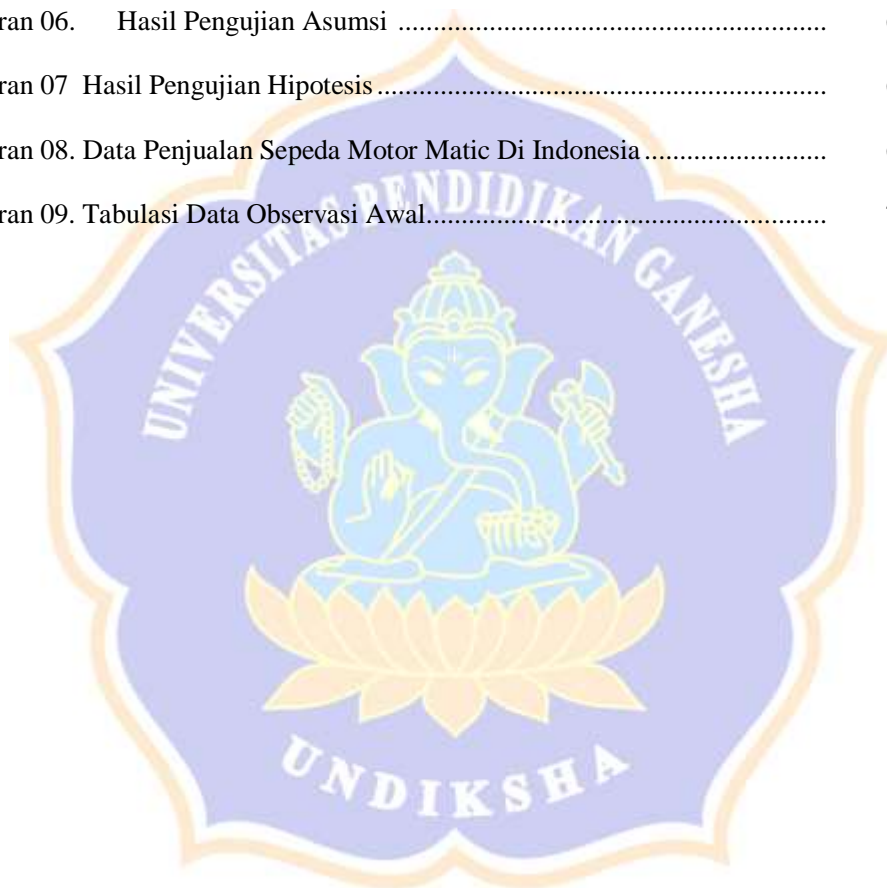 ran 06. Hasil Pengujian Asumsi ........................................................
ran 07 Hasil Pengujian Hipotesis ...........................................................
ran 08. Data Penjualan Sepeda Motor Matic Di Indonesia ........................
ran 09. Tabulasi Data Observasi Awal.....................................................
UNIVERSITAS PENDIDIKAN GANESHA
UNDIKSHA